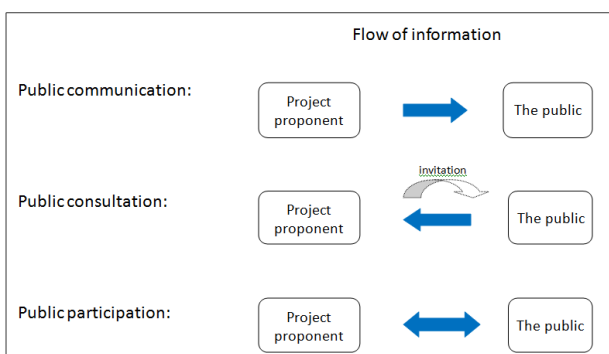 Flow of information
Public communication:
Project
proponent
The public
invitation
Public consultation:
Project
proponent
The public
Public participation:
Project
proponent
The public